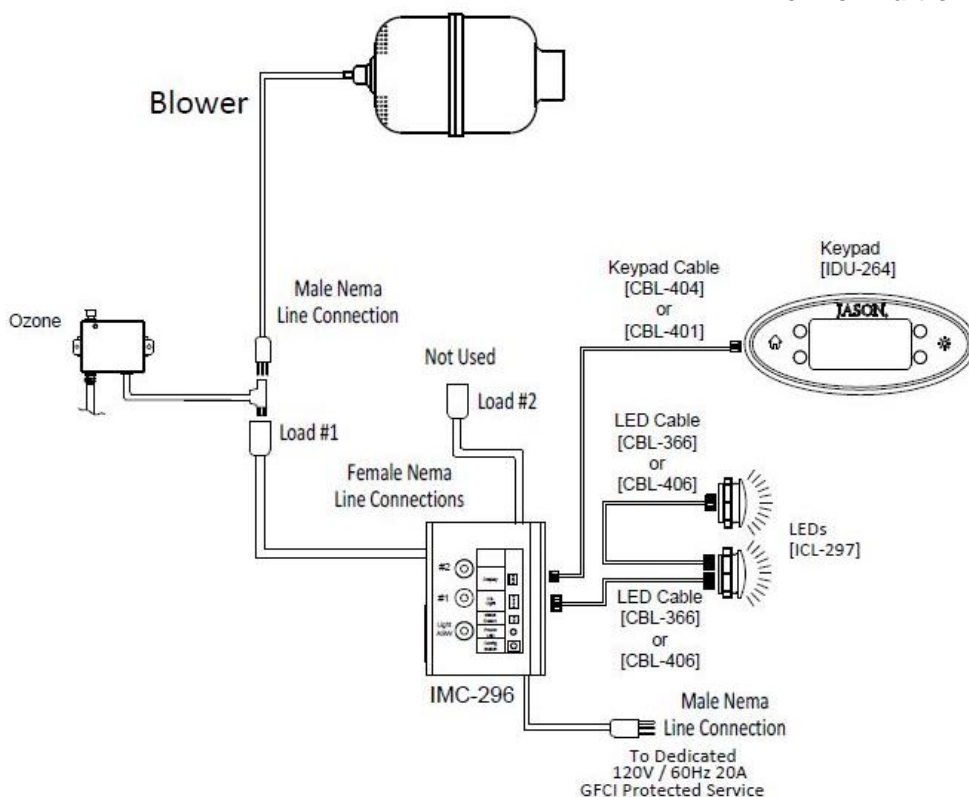 Blower
Male Nema
Line Connection
Ozone
Load #1
Not Used
Load #2
Female Nema
Line Connections
Keypad Cable
[CBL-404]
or
[CBL-401]
Keypad
[IDU-264]
JASON.
LED Cable
[CBL-366]
or
[CBL-406]
LEDs
[ICL-297]
LED Cable
[CBL-366]
or
[CBL-406]
#2
#1
Light
Display
Light
IMC-296
Male Nema
Line Connection
To Dedicated
120V / 60Hz 20A
GFCI Protected Service